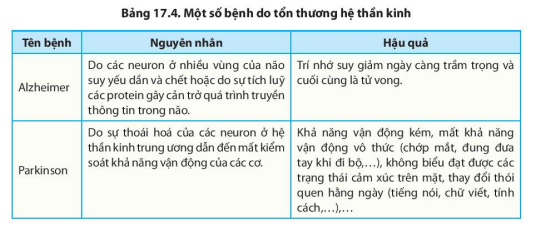 Bảng 17.4. Một số bệnh do tổn thương hệ thần kinh
Tên bệnh
Nguyên nhân
Hậu quả
Alzheimer
Do các neuron ở nhiều vùng của não
suy yếu dần và chết hoặc do sự tích luỹ
các protein gây cản trở quá trình truyền
thông tin trong não.
Trí nhớ suy giảm ngày càng trầm trọng và
cuối cùng là tử vong.
Parkinson
Do sự thoái hoá của các neuron ở hệ
thần kinh trung ương dẫn đến mất kiểm
soát khả năng vận động của các cơ.
Khả năng vận động kém, mất khả năng
vận động vô thức (chớp mắt, đung đưa
tay khi đi bộ,...), không biểu đạt được các
trạng thái cảm xúc trên mặt, thay đổi thói
quen hằng ngày (tiếng nói, chữ viết, tính
cách,...),...